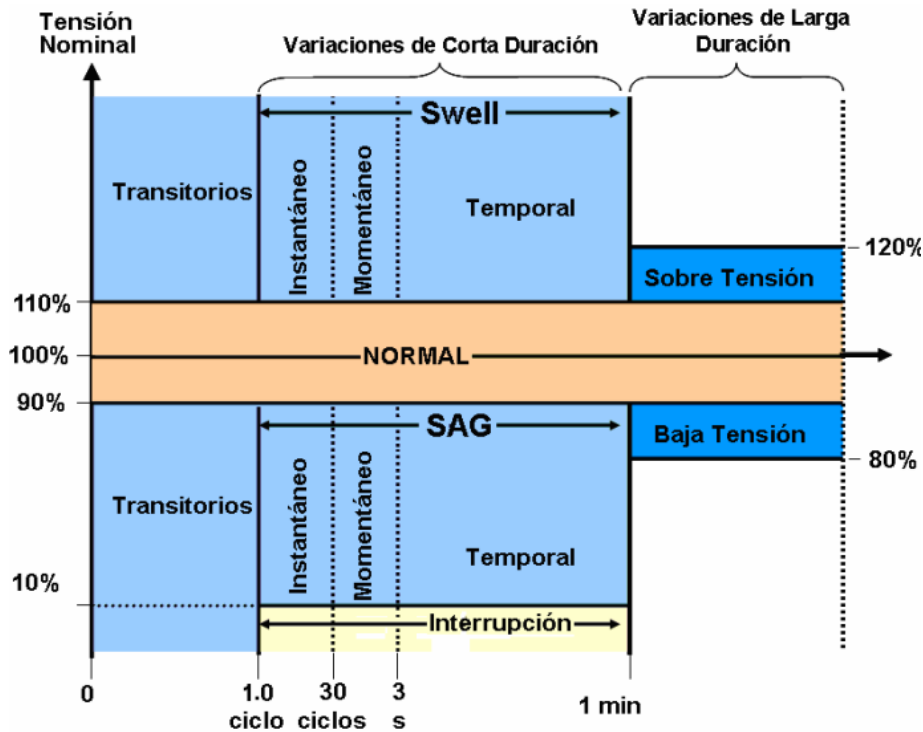 Tensión
Nominal
Variaciones de Corta Duración
Variaciones de Larga
Duración
Swell
Transitorios
Instantáneo
Momentáneo
Temporal
120%
Sobre Tensión
110%
100%
NORMAL
90%
SAG
Baja Tensión
80%
Transitorios
Instantáneo
Momentáneo
Temporal
10%
Interrupción
0
1.0
ciclo
30
ciclos
3
s
1 min